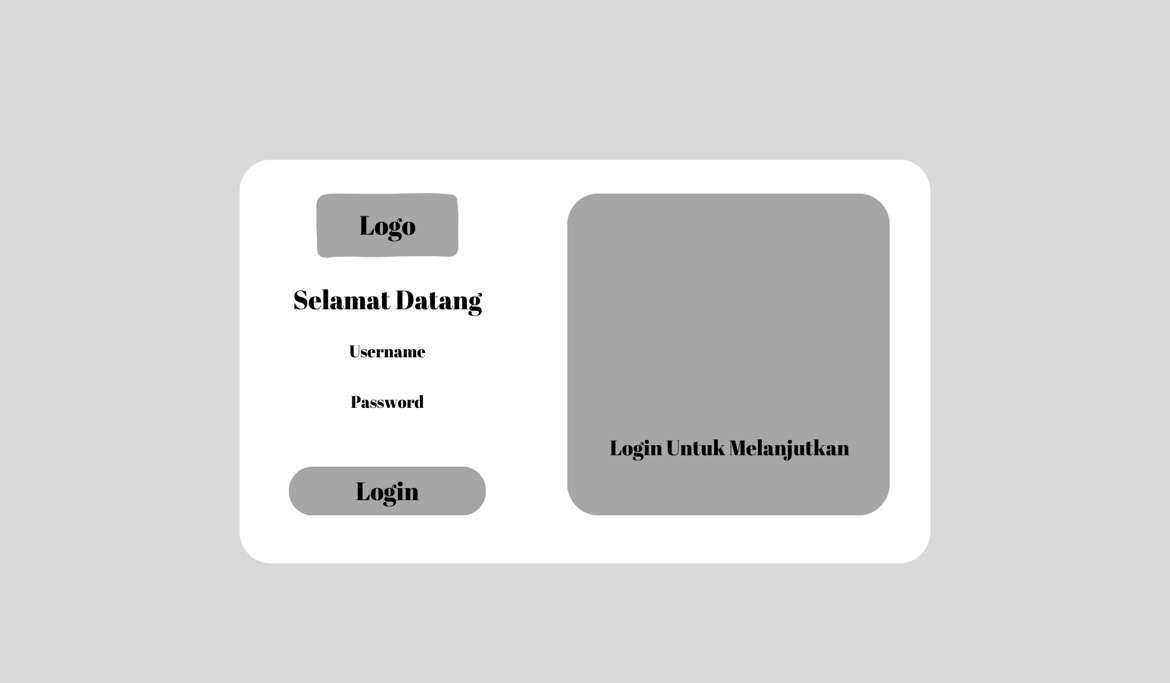 Logo
Selamat Datang
Username
Password
Login
Login Untuk Melanjutkan